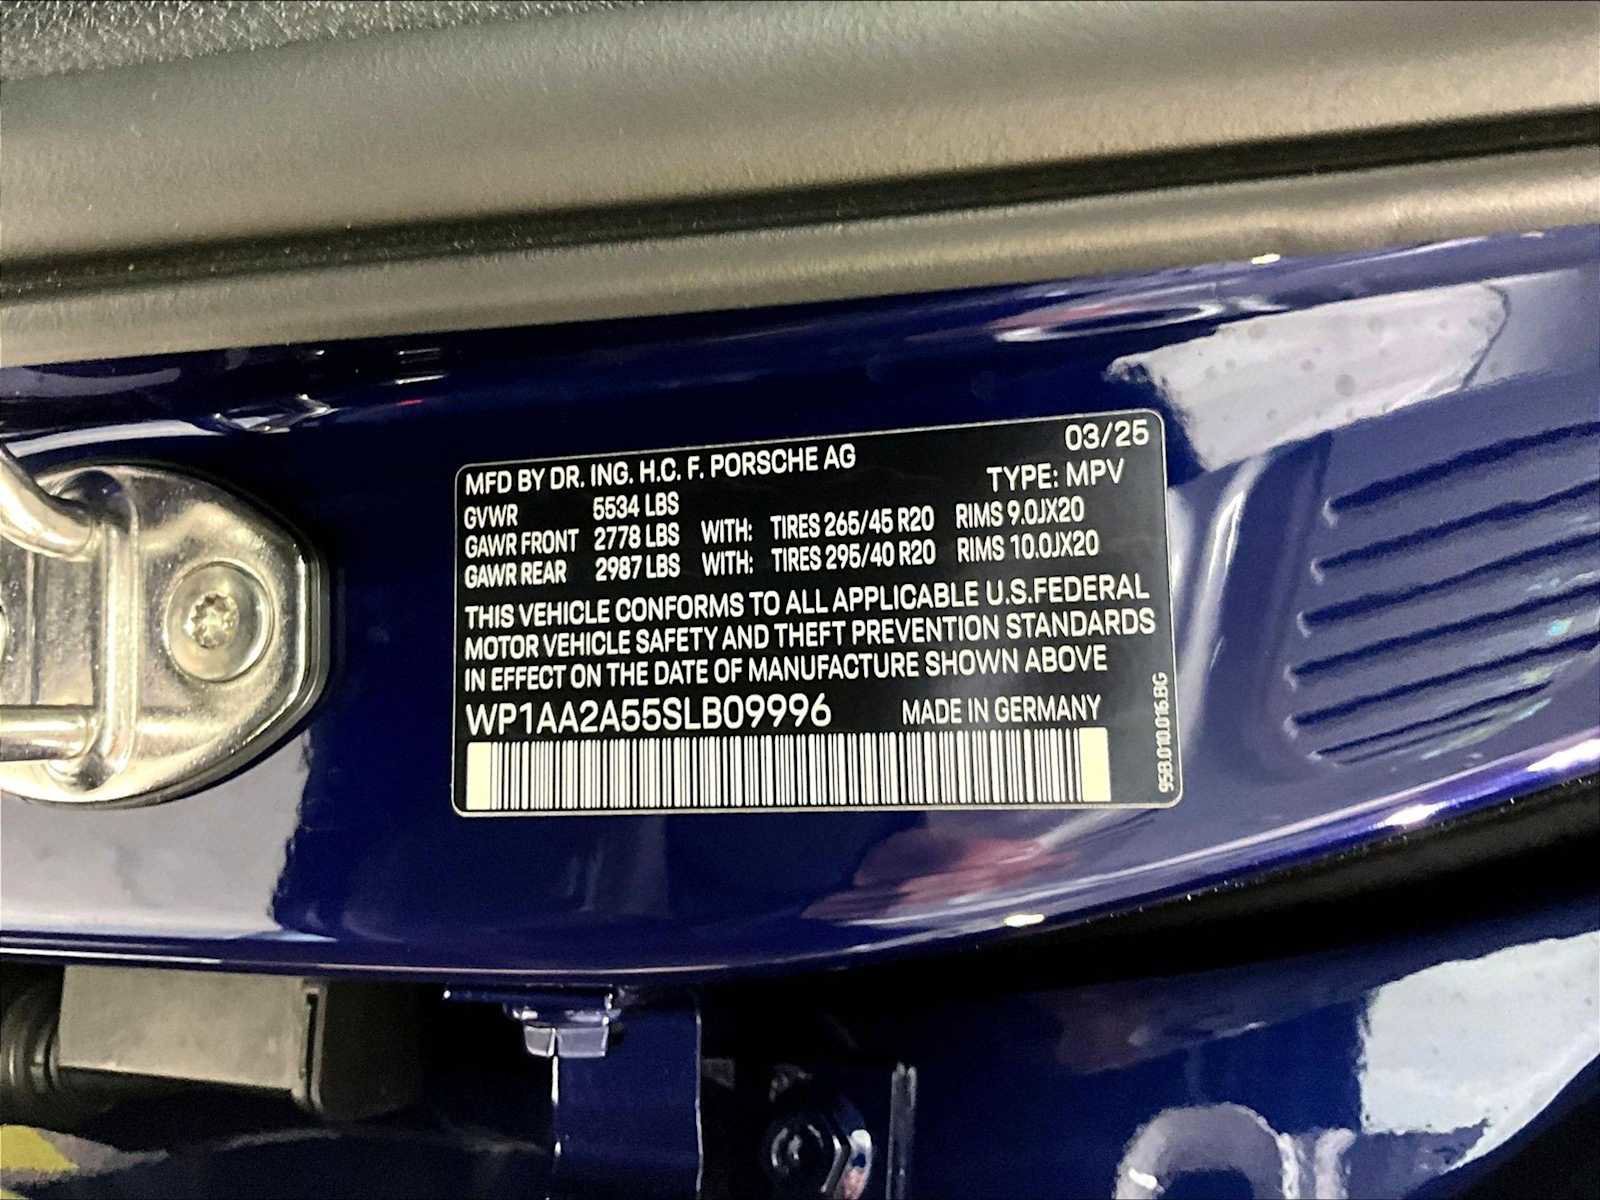 03/25
MFD BY DR. ING. H.C. F. PORSCHE AG
TYPE: MPV
GVWR 5534 LBS
GAWR FRONT 2778 LBS WITH: TIRES 265/45 R20 RIMS 9.0JX20
GAWR REAR 2987 LBS WITH: TIRES 295/40 R20 RIMS 10.0JX20
THIS VEHICLE CONFORMS TO ALL APPLICABLE U.S.FEDERAL
MOTOR VEHICLE SAFETY AND THEFT PREVENTION STANDARDS
IN EFFECT ON THE DATE OF MANUFACTURE SHOWN ABOVE
WP1AA2A55SLB09996 MADE IN GERMANY
95B.010.016.BG